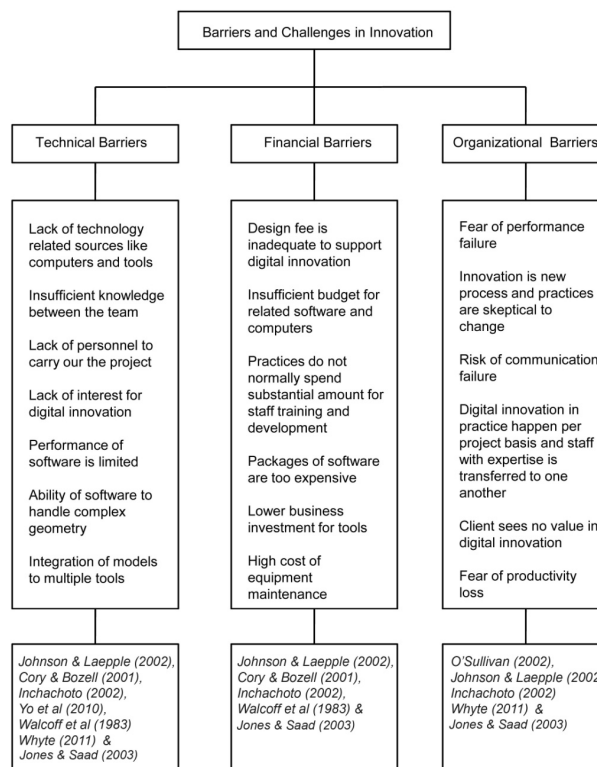 Barriers and Challenges in Innovation
Technical Barriers
Financial Barriers
Organizational Barriers
Lack of technology
related sources like
computers and tools
Insufficient knowledge
between the team
Lack of personnel to
carry our the project
Lack of interest for
digital innovation
Performance of
software is limited
Ability of software to
handle complex
geometry
Integration of models
to multiple tools
Design fee is
inadequate to support
digital innovation
Insufficient budget for
related software and
computers
Practices do not
normally spend
substantial amount for
staff training and
development
Packages of software
are too expensive
Lower business
investment for tools
High cost of
equipment
maintenance
Fear of performance
failure
Innovation is new
process and practices
are skeptical to
change
Risk of communication
failure
Digital innovation in
practice happen per
project basis and staff
with expertise is
transferred to one
another
Client sees no value in
digital innovation
Fear of productivity
loss
Johnson & Laepple (2002),
Cory & Bozell (2001),
Inchachoto (2002),
Yo et al (2010),
Walcoff et al (1983)
Whyte (2011) &
Jones & Saad (2003)
Johnson & Laepple (2002),
Cory & Bozell (2001),
Inchachoto (2002),
Walcoff et al (1983) &
Jones & Saad (2003)
O'Sullivan (2002),
Johnson & Laepple (2002
Inchachoto (2002)
Whyte (2011) &
Jones & Saad (2003)